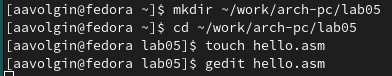 [aavolgin@fedora ~]$ mkdir ~/work/arch-pc/lab05
[aavolgin@fedora ~]$ cd ~/work/arch-pc/lab05
[aavolgin@fedora lab05]$ touch hello.asm
[aavolgin@fedora lab05]$ gedit hello.asm